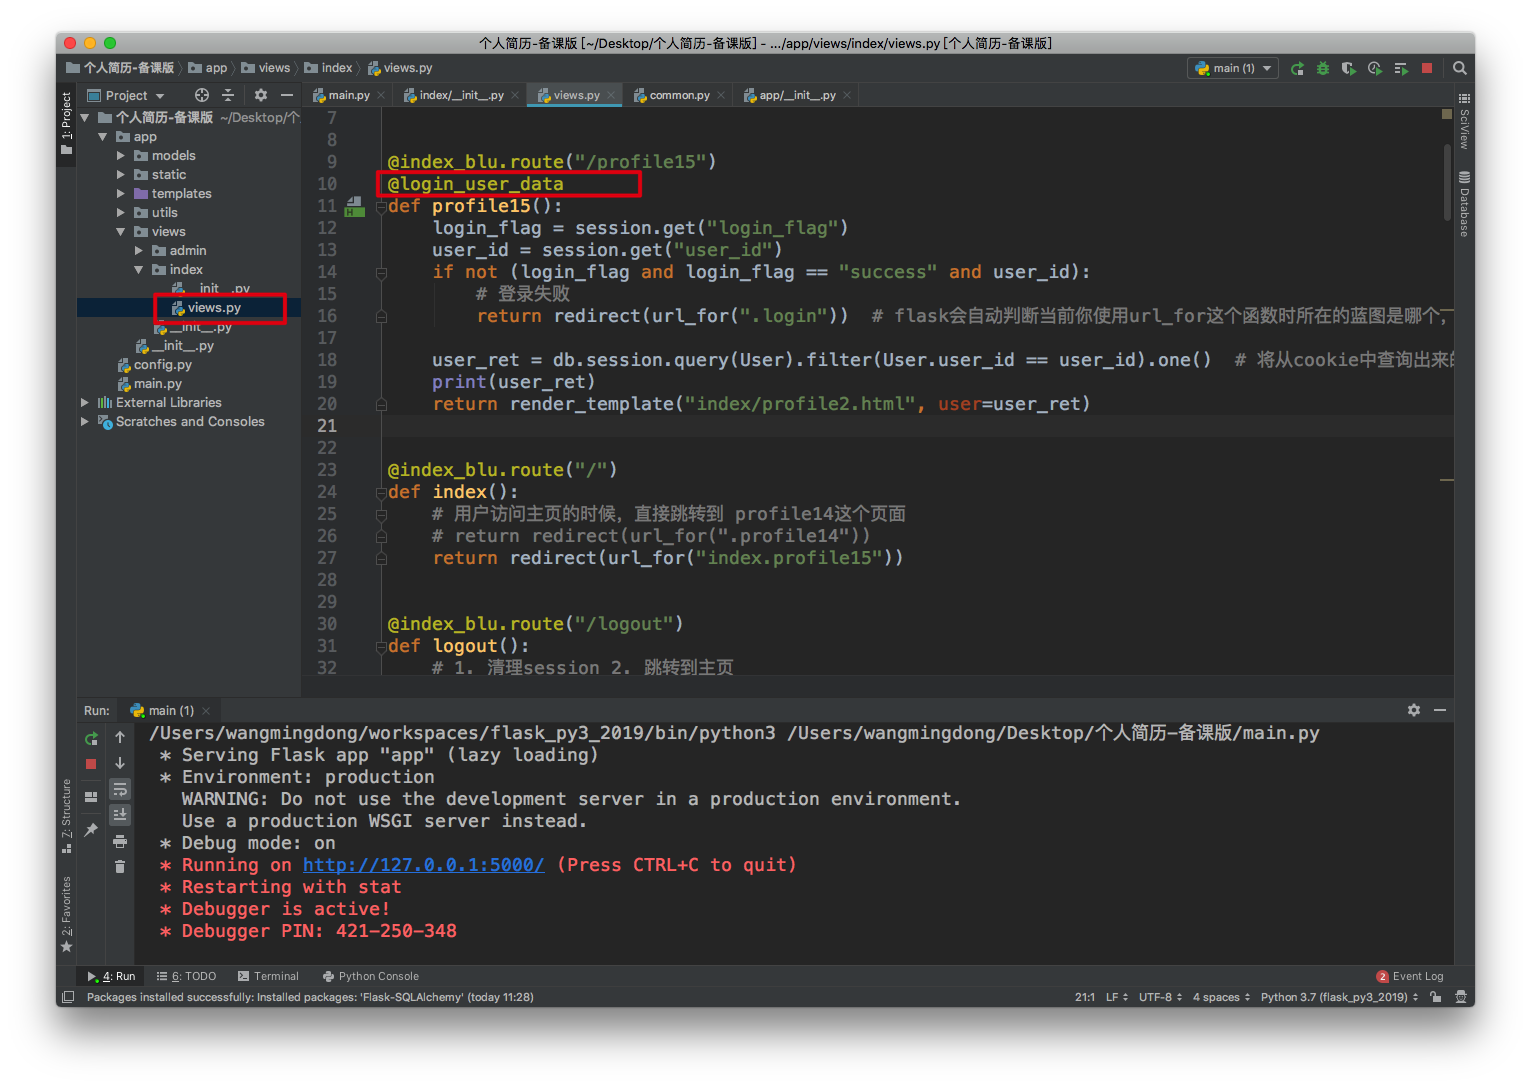 个人简历-备课版 [~/Desktop/个人简历-备课版] - .../app/views/index/views.py [个人简历-备课版]
个人简历-备课版 app views index views.py main (1)
Project main.py index/__init__.py views.py common.py app/__init__.py
1: Project
SciView
Database
个人简历-备课版 ~/Desktop/个
app
models
static
templates
utils
views
admin
index
__init__.py
views.py
__init__.py
__init__.py
config.py
main.py
External Libraries
Scratches and Consoles
7
8
9 @index_blu.route("/profile15")
10 @login_user_data
11 def profile15():
12 login_flag = session.get("login_flag")
13 user_id = session.get("user_id")
14 if not (login_flag and login_flag == "success" and user_id):
15 # 登录失败
16 return redirect(url_for(".login")) # flask会自动判断当前你使用url_for这个函数时所在的蓝图是哪个，
17
18 user_ret = db.session.query(User).filter(User.user_id == user_id).one() # 将从cookie中查询出来的
19 print(user_ret)
20 return render_template("index/profile2.html", user=user_ret)
21
22
23 @index_blu.route("/")
24 def index():
25 # 用户访问主页的时候，直接跳转到 profile14这个页面
26 # return redirect(url_for(".profile14"))
27 return redirect(url_for("index.profile15"))
28
29
30 @index_blu.route("/logout")
31 def logout():
32 # 1. 清理session 2. 跳转到主页
Run: main (1)
/Users/wangmingdong/workspaces/flask_py3_2019/bin/python3 /Users/wangmingdong/Desktop/个人简历-备课版/main.py
* Serving Flask app "app" (lazy loading)
* Environment: production
WARNING: Do not use the development server in a production environment.
Use a production WSGI server instead.
* Debug mode: on
* Running on http://127.0.0.1:5000/ (Press CTRL+C to quit)
* Restarting with stat
* Debugger is active!
* Debugger PIN: 421-250-348
7: Structure
2: Favorites
4: Run 6: TODO Terminal Python Console 2 Event Log
Packages installed successfully: Installed packages: 'Flask-SQLAlchemy' (today 11:28) 21:1 LF UTF-8 4 spaces Python 3.7 (flask_py3_2019)